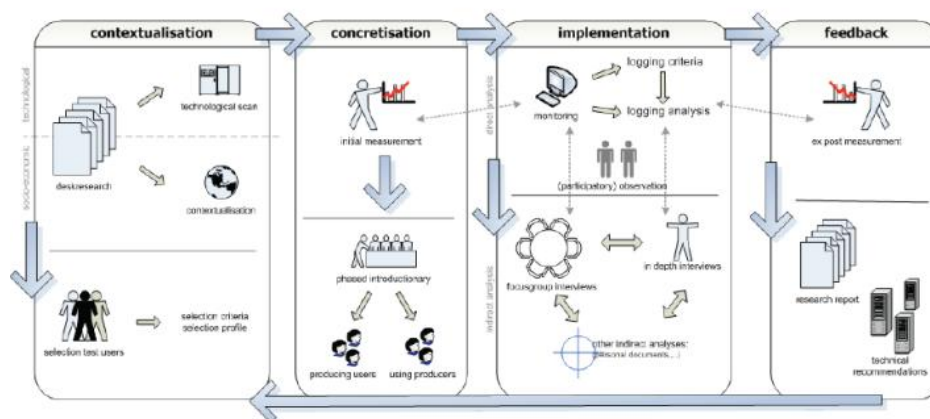 contextualisation
concretisation
implementation
feedback
technological
socio-economic
technological scan
deskresearch
contextualisation
selection test users
selection criteria
selection profile
initial measurement
phased introductionary
producing users
using producers
direct analysis
indirect analysis
monitoring
logging criteria
logging analysis
(participatory) observation
focusgroup interviews
in depth interviews
other indirect analyses:
(personal documents,...)
ex post measurement
research report
technical
recommendations